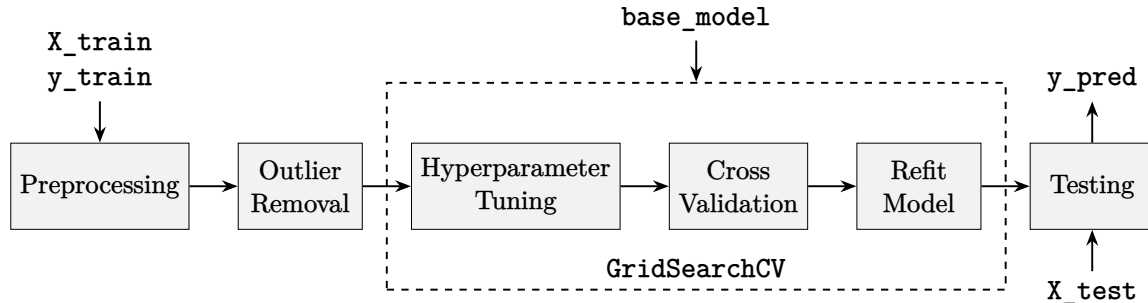 base_model
X_train
y_train
y_pred
Preprocessing
Outlier
Removal
Hyperparameter
Tuning
Cross
Validation
Refit
Model
Testing
GridSearchCV
X_test